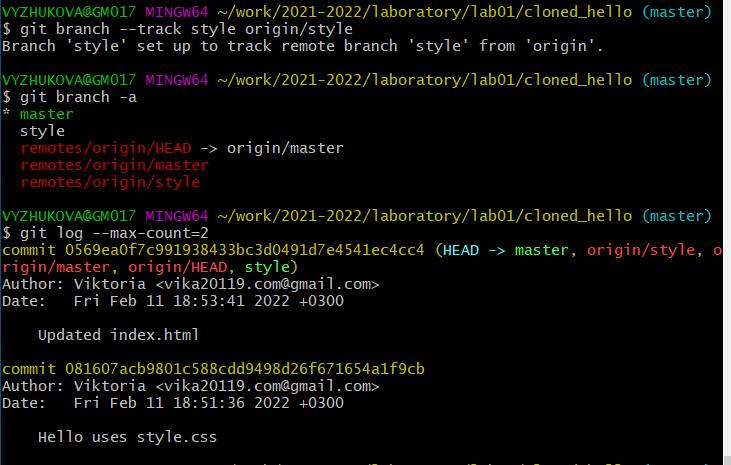 VYZHUKOVA@GM017 MINGW64 ~/work/2021-2022/laboratory/lab01/cloned_hello (master)
$ git branch --track style origin/style
Branch 'style' set up to track remote branch 'style' from 'origin'.
VYZHUKOVA@GM017 MINGW64 ~/work/2021-2022/laboratory/lab01/cloned_hello (master)
$ git branch -a
* master
  style
  remotes/origin/HEAD -> origin/master
  remotes/origin/master
  remotes/origin/style
VYZHUKOVA@GM017 MINGW64 ~/work/2021-2022/laboratory/lab01/cloned_hello (master)
$ git log --max-count=2
commit 0569ea0f7c991938433bc3d0491d7e4541ec4cc4 (HEAD -> master, origin/style, o
rigin/master, origin/HEAD, style)
Author: Viktoria <vika20119.com@gmail.com>
Date:   Fri Feb 11 18:53:41 2022 +0300
    Updated index.html
commit 081607acb9801c588cdd9498d26f671654a1f9cb
Author: Viktoria <vika20119.com@gmail.com>
Date:   Fri Feb 11 18:51:36 2022 +0300
    Hello uses style.css